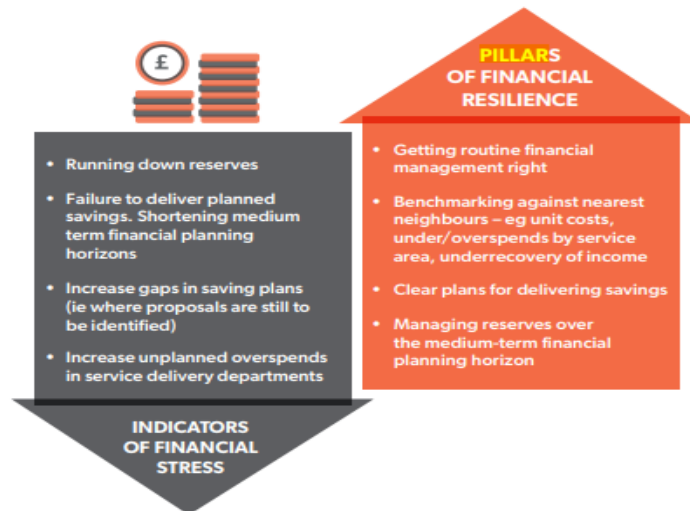 £
• Running down reserves
• Failure to deliver planned
savings. Shortening medium
term financial planning
horizons
• Increase gaps in saving plans
(ie where proposals are still to
be identified)
• Increase unplanned overspends
in service delivery departments
INDICATORS
OF FINANCIAL
STRESS
PILLARS
OF FINANCIAL
RESILIENCE
• Getting routine financial
management right
• Benchmarking against nearest
neighbours – eg unit costs,
under/overspends by service
area, underrecovery of income
• Clear plans for delivering savings
• Managing reserves over
the medium-term financial
planning horizon